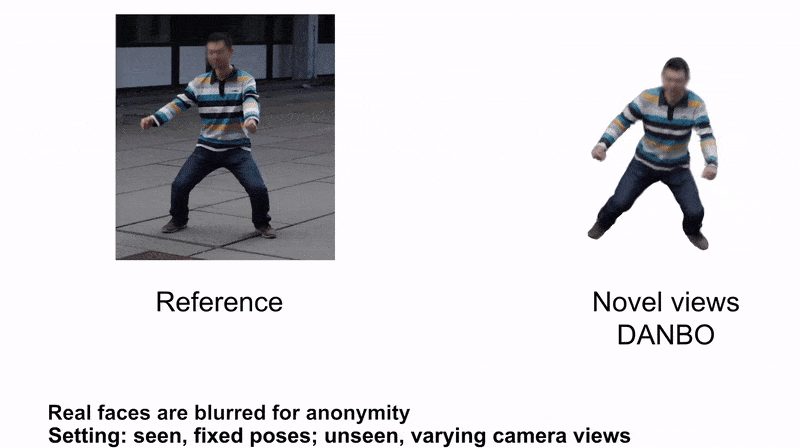 Reference
Novel views
DANBO
Real faces are blurred for anonymity
Setting: seen, fixed poses; unseen, varying camera views